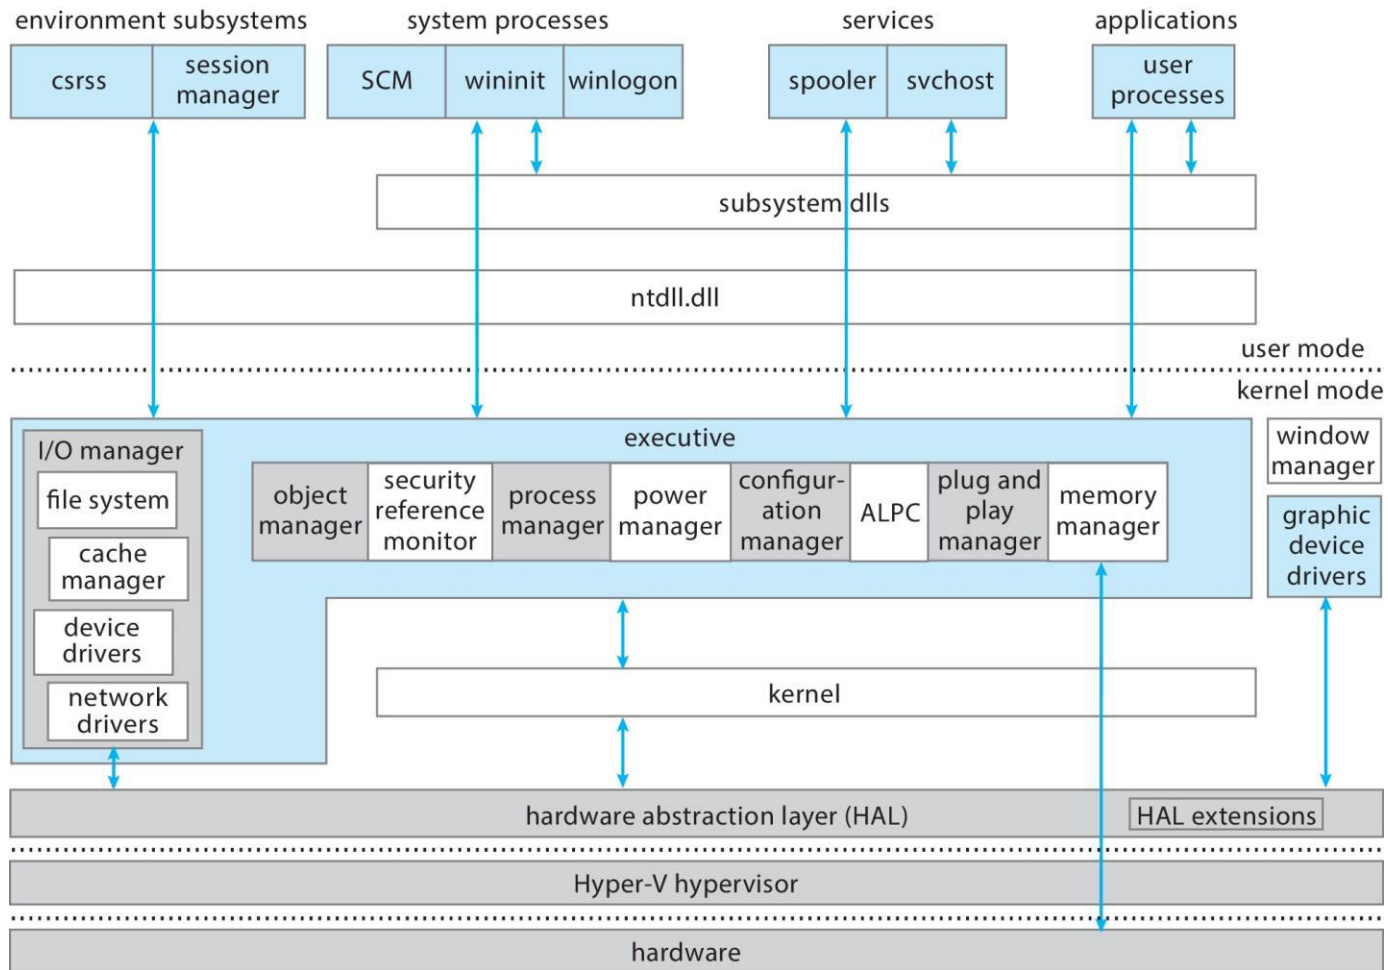 environment subsystems
system processes
services
applications
csrss
session
manager
SCM
wininit
winlogon
spooler
svchost
user
processes
subsystem dlls
ntdll.dll
user mode
kernel mode
executive
I/O manager
file system
cache
manager
device
drivers
network
drivers
object
manager
security
reference
monitor
process
manager
power
manager
configur-
ation
manager
ALPC
plug and
play
manager
memory
manager
window
manager
graphic
device
drivers
kernel
hardware abstraction layer (HAL)
HAL extensions
Hyper-V hypervisor
hardware